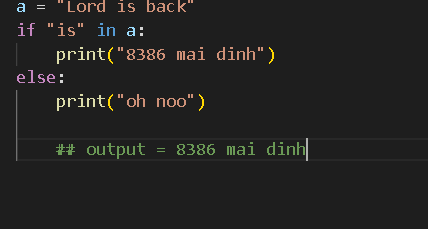 a = "Lord is back"
if "is" in a:
    print("8386 mai dinh")
else:
    print("oh noo")
    ## output = 8386 mai dinh